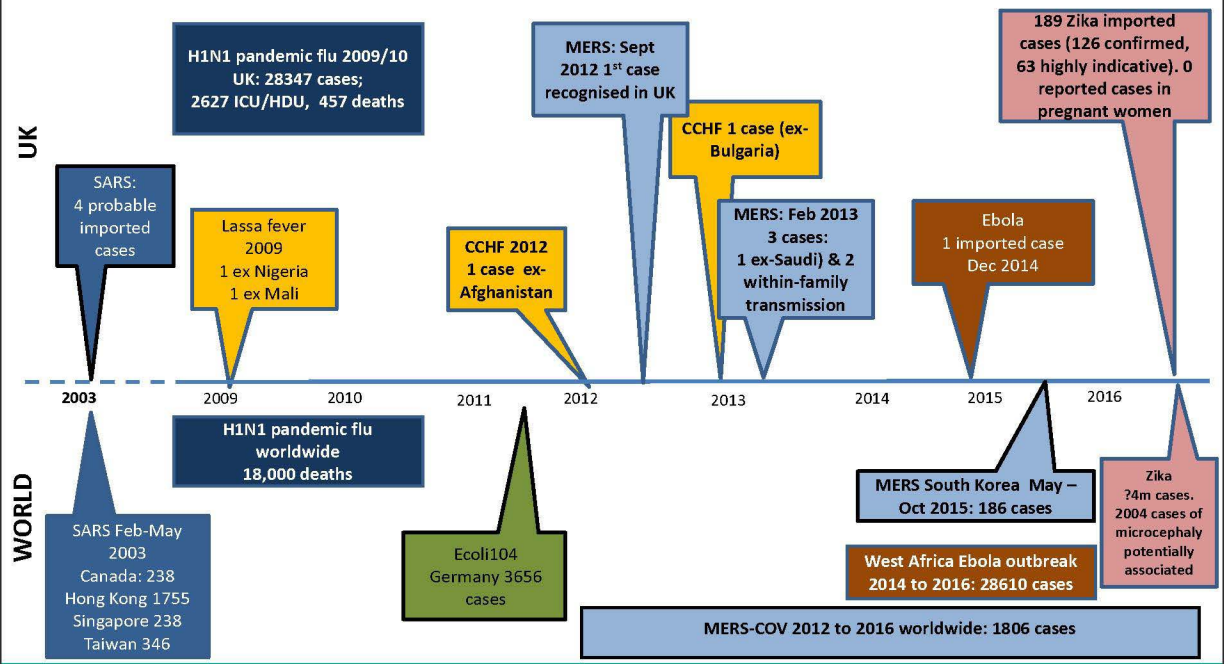 UK
H1N1 pandemic flu 2009/10
UK: 28347 cases;
2627 ICU/HDU, 457 deaths
MERS: Sept
2012 1st case
recognised in UK
189 Zika imported
cases (126 confirmed,
63 highly indicative). 0
reported cases in
pregnant women
CCHF 1 case (ex-
Bulgaria)
SARS:
4 probable
imported
cases
Lassa fever
2009
1 ex Nigeria
1 ex Mali
CCHF 2012
1 case ex-
Afghanistan
MERS: Feb 2013
3 cases:
1 ex-Saudi) & 2
within-family
transmission
Ebola
1 imported case
Dec 2014
2003
2009
2010
2011
2012
2013
2014
2015
2016
WORLD
H1N1 pandemic flu
worldwide
18,000 deaths
SARS Feb-May
2003
Canada: 238
Hong Kong 1755
Singapore 238
Taiwan 346
Ecoli104
Germany 3656
cases
MERS South Korea May –
Oct 2015: 186 cases
West Africa Ebola outbreak
2014 to 2016: 28610 cases
Zika
?4m cases.
2004 cases of
microcephaly
potentially
associated
MERS-COV 2012 to 2016 worldwide: 1806 cases